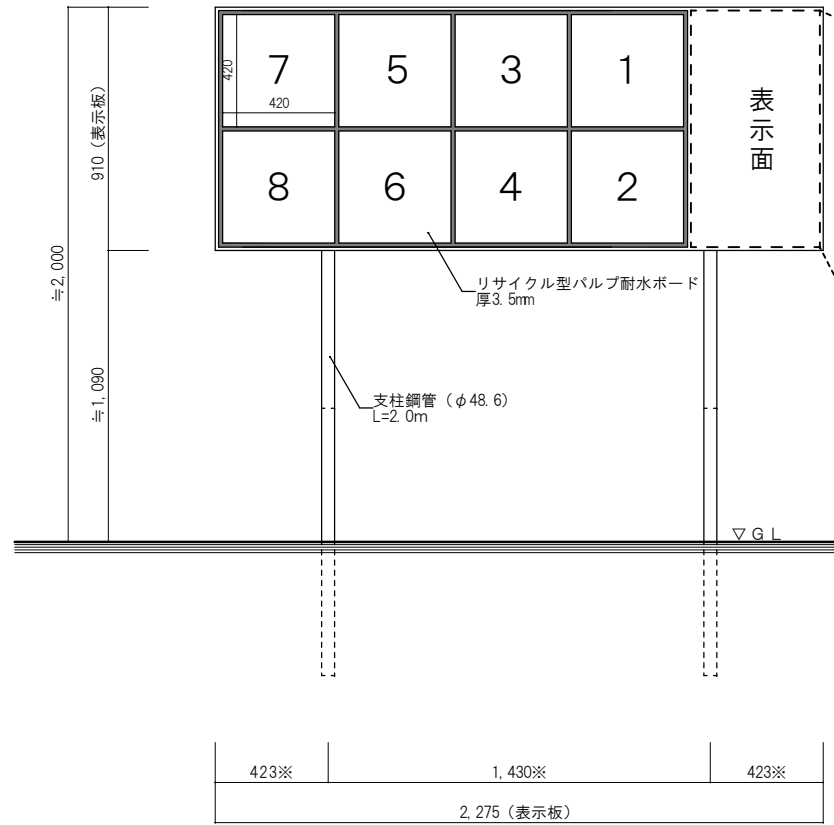 7 5 3 1
表示面
420
420
8 6 4 2
910（表示板）
≒2,000
≒1,090
リサイクル型パルプ耐水ボード
厚3.5mm
支柱鋼管（φ48.6）
L=2.0m
▽GL
423※ 1,430※ 423※
2,275（表示板）